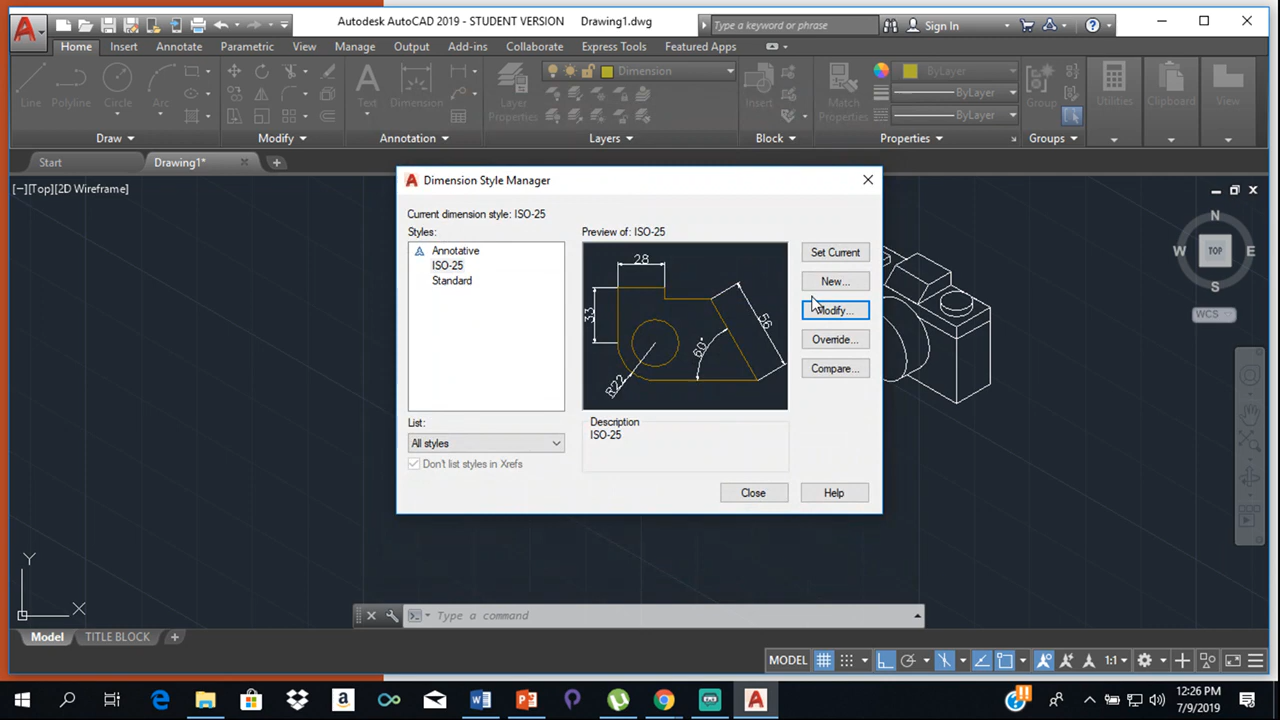 Autodesk AutoCAD 2019 - STUDENT VERSION Drawing1.dwg
Type a keyword or phrase
Sign In
Home Insert Annotate Parametric View Manage Output Add-ins Collaborate Express Tools Featured Apps
Line Polyline Circle Arc
Text Dimension
Layer Properties
Dimension
Insert
Match Properties
ByLayer
ByLayer
ByLayer
Group
Utilities
Clipboard
View
Draw Modify Annotation Layers Block Properties Groups
Start Drawing1*
[−][Top][2D Wireframe]
Dimension Style Manager
Current dimension style: ISO-25
Styles:
Annotative
ISO-25
Standard
Preview of: ISO-25
28
33
56
60°
R22
Set Current
New...
Modify...
Override...
Compare...
List:
All styles
Don't list styles in Xrefs
Description
ISO-25
Close Help
N
W TOP E
S
WCS
Y
X
Type a command
Model TITLE BLOCK
MODEL
1:1
12:26 PM
7/9/2019